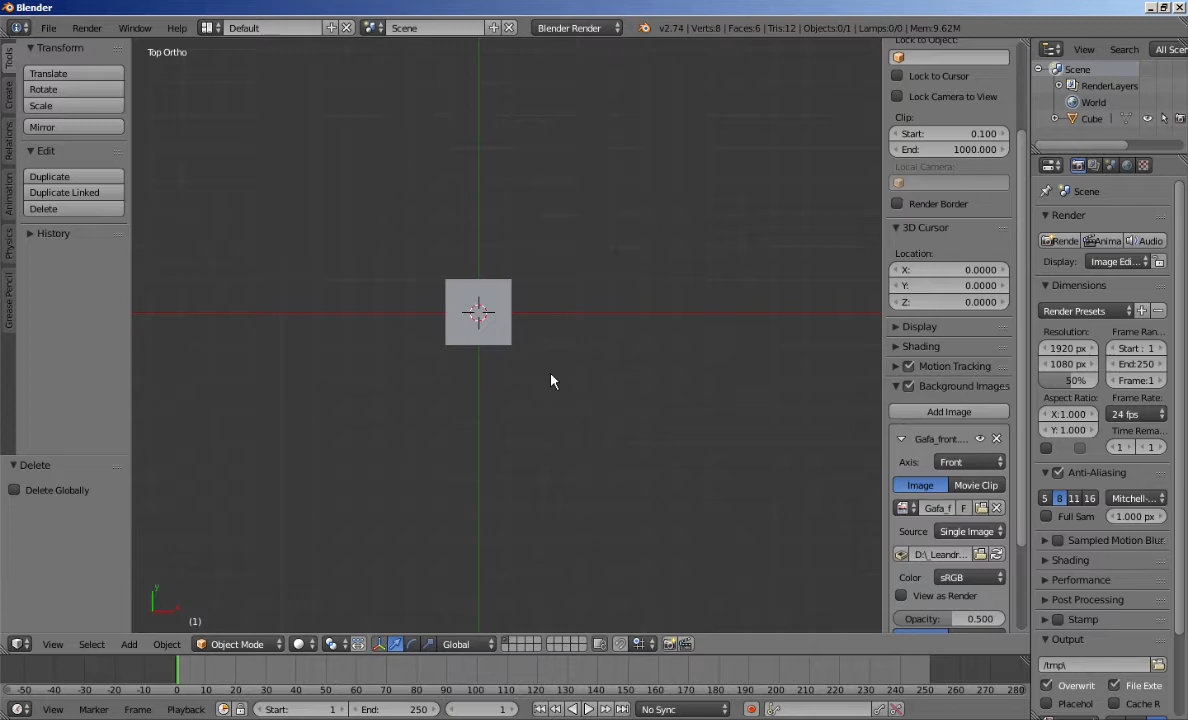 Blender
File Render Window Help Default Scene Blender Render v2.74 | Verts:8 | Faces:6 | Tris:12 | Objects:0/1 | Lamps:0/0 | Mem:9.62M
Tools
Create
Relations
Animation
Physics
Grease Pencil
Transform
Translate
Rotate
Scale
Mirror
Edit
Duplicate
Duplicate Linked
Delete
History
Delete
Delete Globally
Top Ortho
y
x
(1)
Lock to Object:
Lock to Cursor
Lock Camera to View
Clip:
Start: 0.100
End: 1000.000
Local Camera:
Render Border
3D Cursor
Location:
X: 0.0000
Y: 0.0000
Z: 0.0000
Display
Shading
Motion Tracking
Background Images
Add Image
Gafa_front....
Axis: Front
Image Movie Clip
Gafa_f F
Source Single Image
D:\_Leandr...
Color sRGB
View as Render
Opacity: 0.500
View Search All Scen
Scene
RenderLayers
World
Cube
Scene
Render
Rende Anima Audio
Display: Image Edi...
Dimensions
Render Presets
Resolution: Frame Ran...
1920 px Start : 1
1080 px End:250
50% Frame:1
Aspect Ratio: Frame Rate:
X:1.000 24 fps
Y: 1.000 Time Rema...
1 1
Anti-Aliasing
5 8 11 16 Mitchell-...
Full Sam 1.000 px
Sampled Motion Blur
Shading
Performance
Post Processing
Stamp
Output
/tmp\
Overwrit File Exte
Placehol Cache R
View Select Add Object Object Mode Global
-50 -40 -30 -20 -10 0 10 20 30 40 50 60 70 80 90 100 110 120 130 140 150 160 170 180 190 200 210 220 230 240 250 260 270 280
View Marker Frame Playback Start: 1 End: 250 1 No Sync